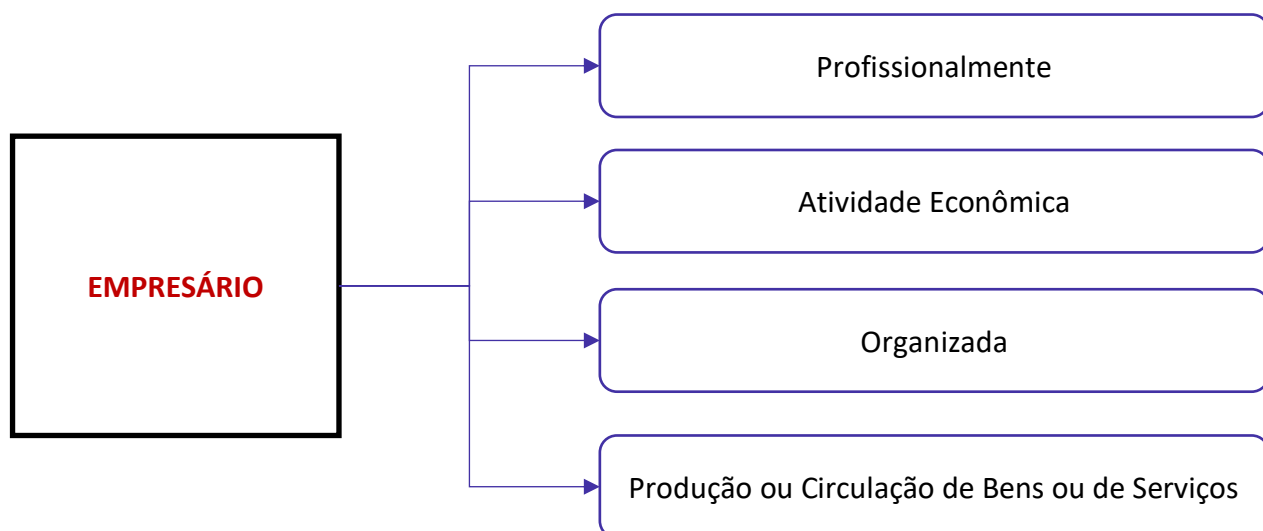 EMPRESÁRIO
Profissionalmente
Atividade Econômica
Organizada
Produção ou Circulação de Bens ou de Serviços